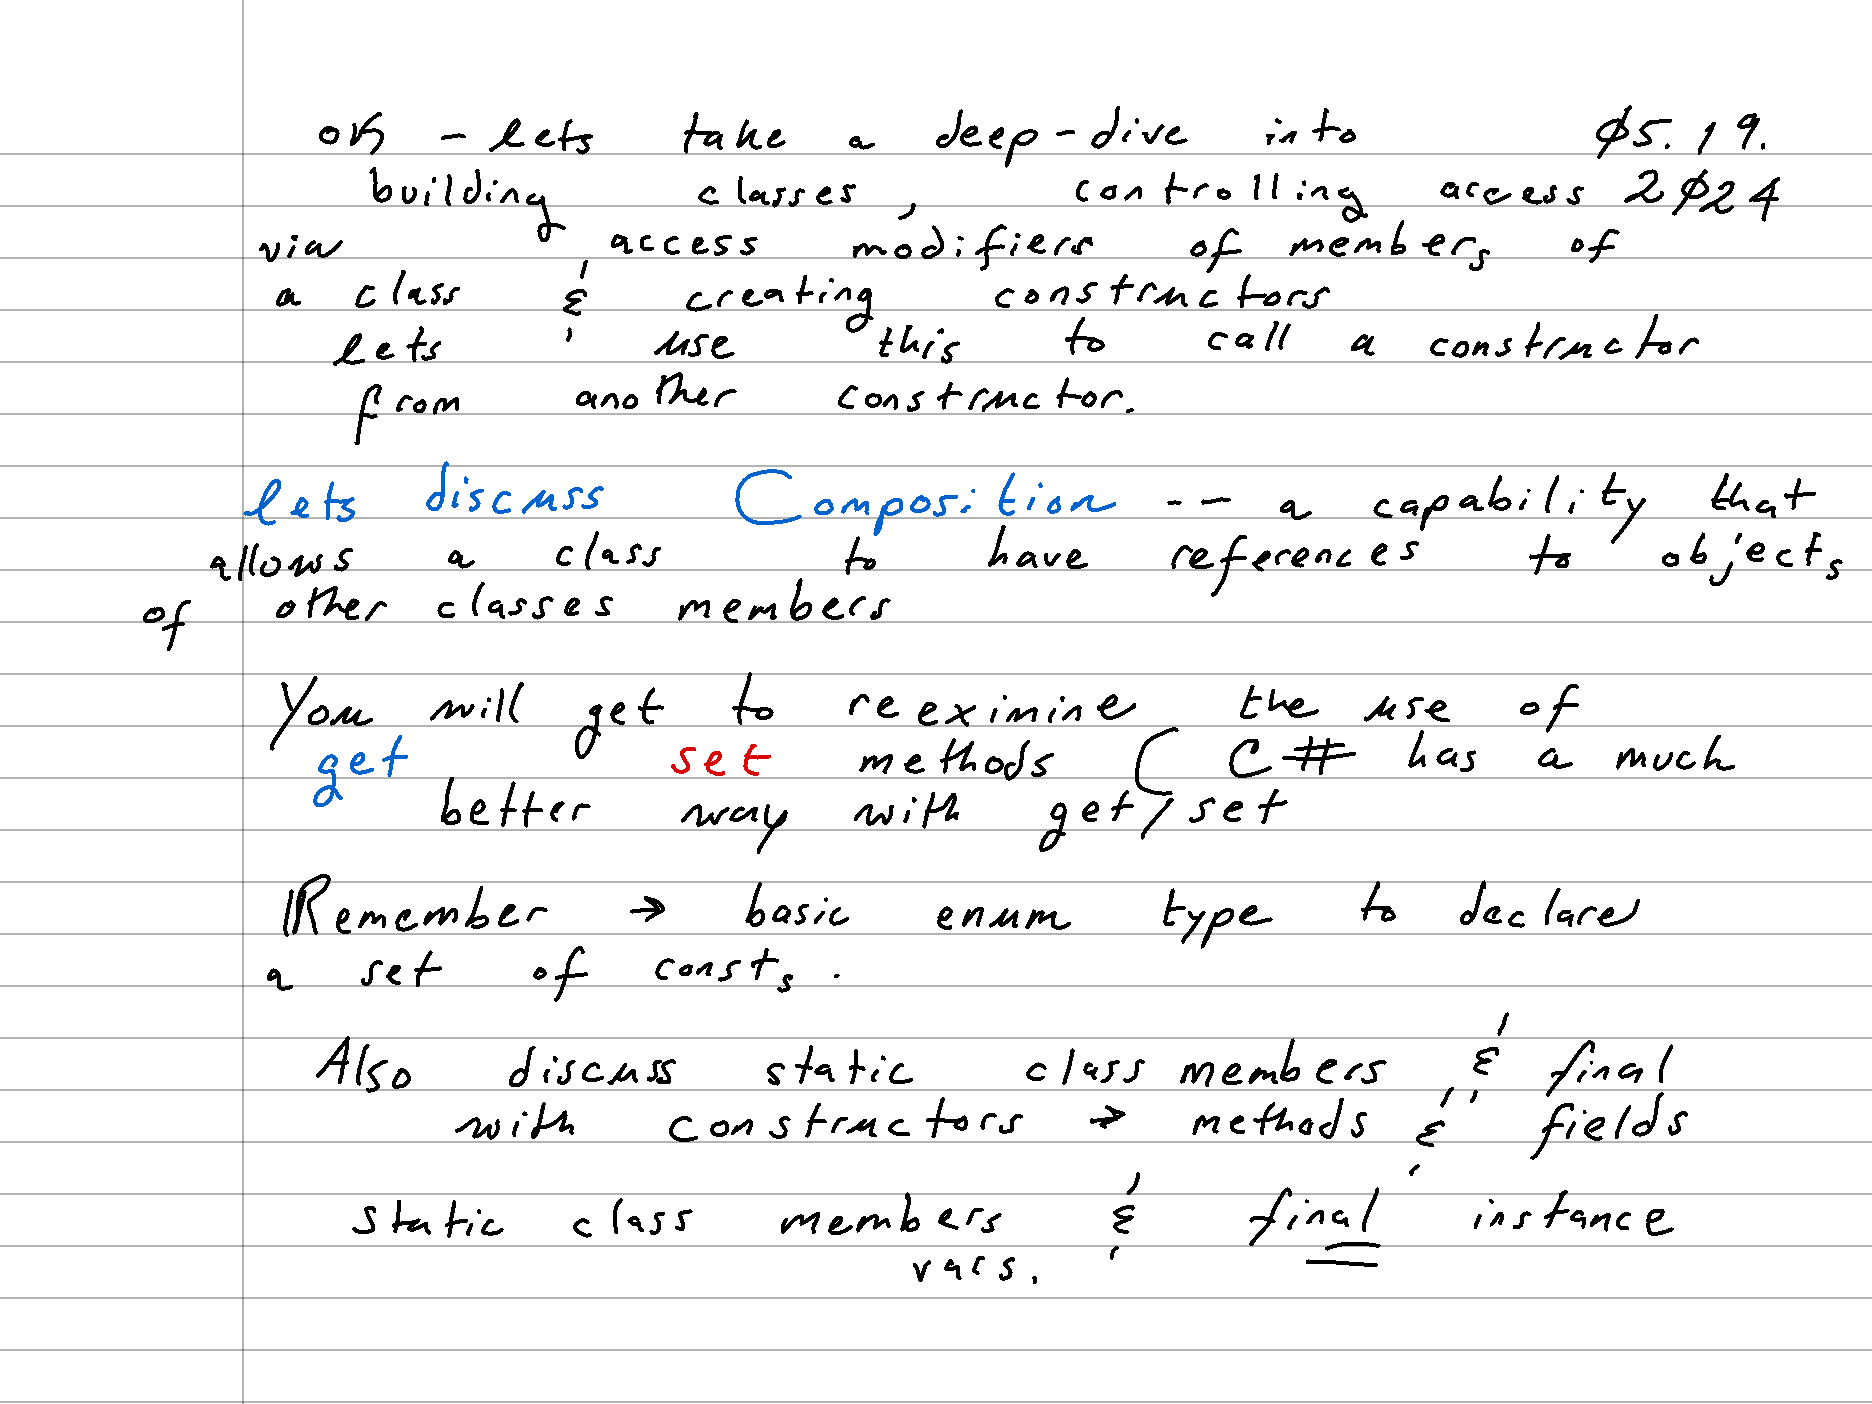 ok - lets take a deep-dive into ø5.19.
building classes, controlling access 2ø24
via access modifiers of members of
a class & creating constructors
lets use this to call a constructor
from another constructor.
lets discuss Composition -- a capability that
allows a class to have references to objects
of other classes members
You will get to reeximine the use of
get set methods ( C# has a much
better way with get/set
Remember → basic enum type to declare
a set of consts.
Also discuss static class members & final
with constructors → methods & fields
static class members & final instance
vars.